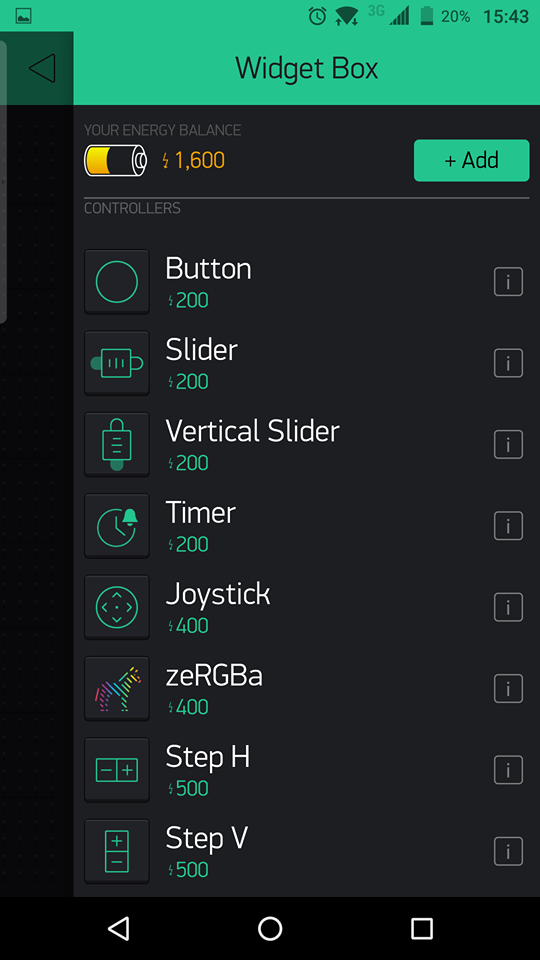 3G 20% 15:43
Widget Box
YOUR ENERGY BALANCE
1,600
+ Add
CONTROLLERS
Button
200
i
Slider
200
i
Vertical Slider
200
i
Timer
200
i
Joystick
400
i
zeRGBa
400
i
Step H
500
i
Step V
500
i